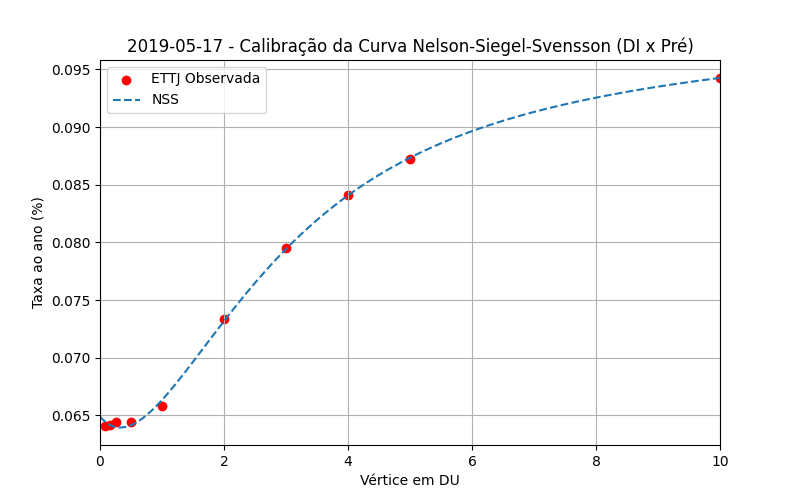 2019-05-17 - Calibração da Curva Nelson-Siegel-Svensson (DI x Pré)
ETTJ Observada
NSS
Taxa ao ano (%)
0.095
0.090
0.085
0.080
0.075
0.070
0.065
0 2 4 6 8 10
Vértice em DU